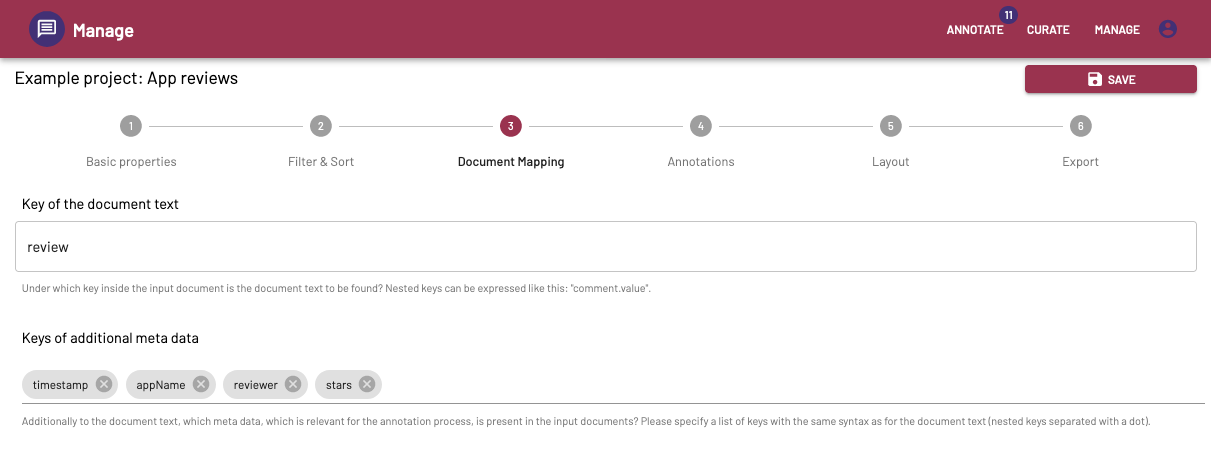 Manage
ANNOTATE 11 CURATE MANAGE
Example project: App reviews
SAVE
1 2 3 4 5 6
Basic properties Filter & Sort Document Mapping Annotations Layout Export
Key of the document text
review
Under which key inside the input document is the document text to be found? Nested keys can be expressed like this: "comment.value".
Keys of additional meta data
timestamp appName reviewer stars
Additionally to the document text, which meta data, which is relevant for the annotation process, is present in the input documents? Please specify a list of keys with the same syntax as for the document text (nested keys separated with a dot).